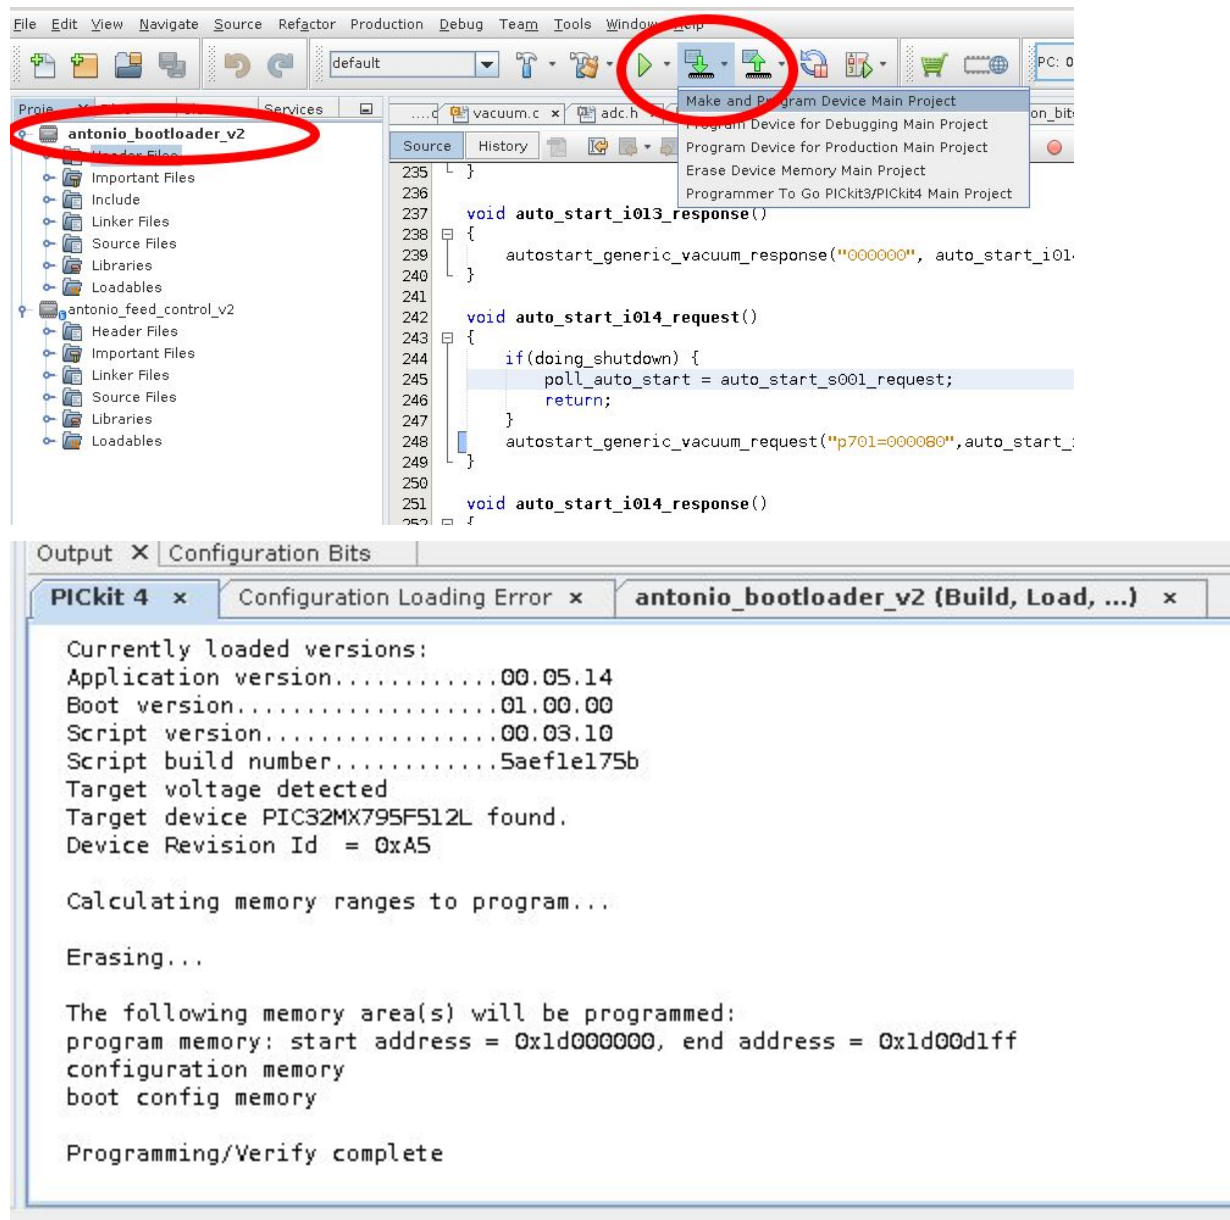 File Edit View Navigate Source Refactor Production Debug Team Tools Window Help
default
PC: 0
Services
....c vacuum.c adc.h on_bit
Make and Program Device Main Project
Program Device for Debugging Main Project
Program Device for Production Main Project
Erase Device Memory Main Project
Programmer To Go PICkit3/PICkit4 Main Project
antonio_bootloader_v2
Header Files
Important Files
Include
Linker Files
Source Files
Libraries
Loadables
antonio_feed_control_v2
Header Files
Important Files
Linker Files
Source Files
Libraries
Loadables
Source History
235 }
236
237 void auto_start_i013_response()
238 {
239 autostart_generic_vacuum_response("000000", auto_start_i014
240 }
241
242 void auto_start_i014_request()
243 {
244 if(doing_shutdown) {
245 poll_auto_start = auto_start_s001_request;
246 return;
247 }
248 autostart_generic_vacuum_request("p701=000080",auto_start_
249 }
250
251 void auto_start_i014_response()
252 {
Output Configuration Bits
PICkit 4 Configuration Loading Error antonio_bootloader_v2 (Build, Load, ...)
Currently loaded versions:
Application version............00.05.14
Boot version...................01.00.00
Script version.................00.03.10
Script build number............5aef1e175b
Target voltage detected
Target device PIC32MX795F512L found.
Device Revision Id = 0xA5
Calculating memory ranges to program...
Erasing...
The following memory area(s) will be programmed:
program memory: start address = 0x1d000000, end address = 0x1d00d1ff
configuration memory
boot config memory
Programming/Verify complete